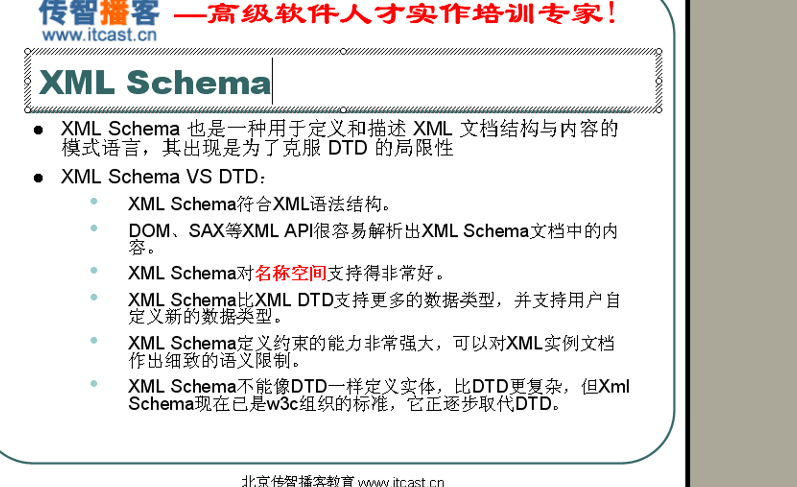 传智播客 —高级软件人才实作培训专家！
www.itcast.cn
XML Schema
● XML Schema 也是一种用于定义和描述 XML 文档结构与内容的
模式语言，其出现是为了克服 DTD 的局限性
● XML Schema VS DTD：
• XML Schema符合XML语法结构。
• DOM、SAX等XML API很容易解析出XML Schema文档中的内
容。
• XML Schema对名称空间支持得非常好。
• XML Schema比XML DTD支持更多的数据类型，并支持用户自
定义新的数据类型。
• XML Schema定义约束的能力非常强大，可以对XML实例文档
作出细致的语义限制。
• XML Schema不能像DTD一样定义实体，比DTD更复杂，但Xml
Schema现在已是w3c组织的标准，它正逐步取代DTD。
北京传智播客教育 www.itcast.cn